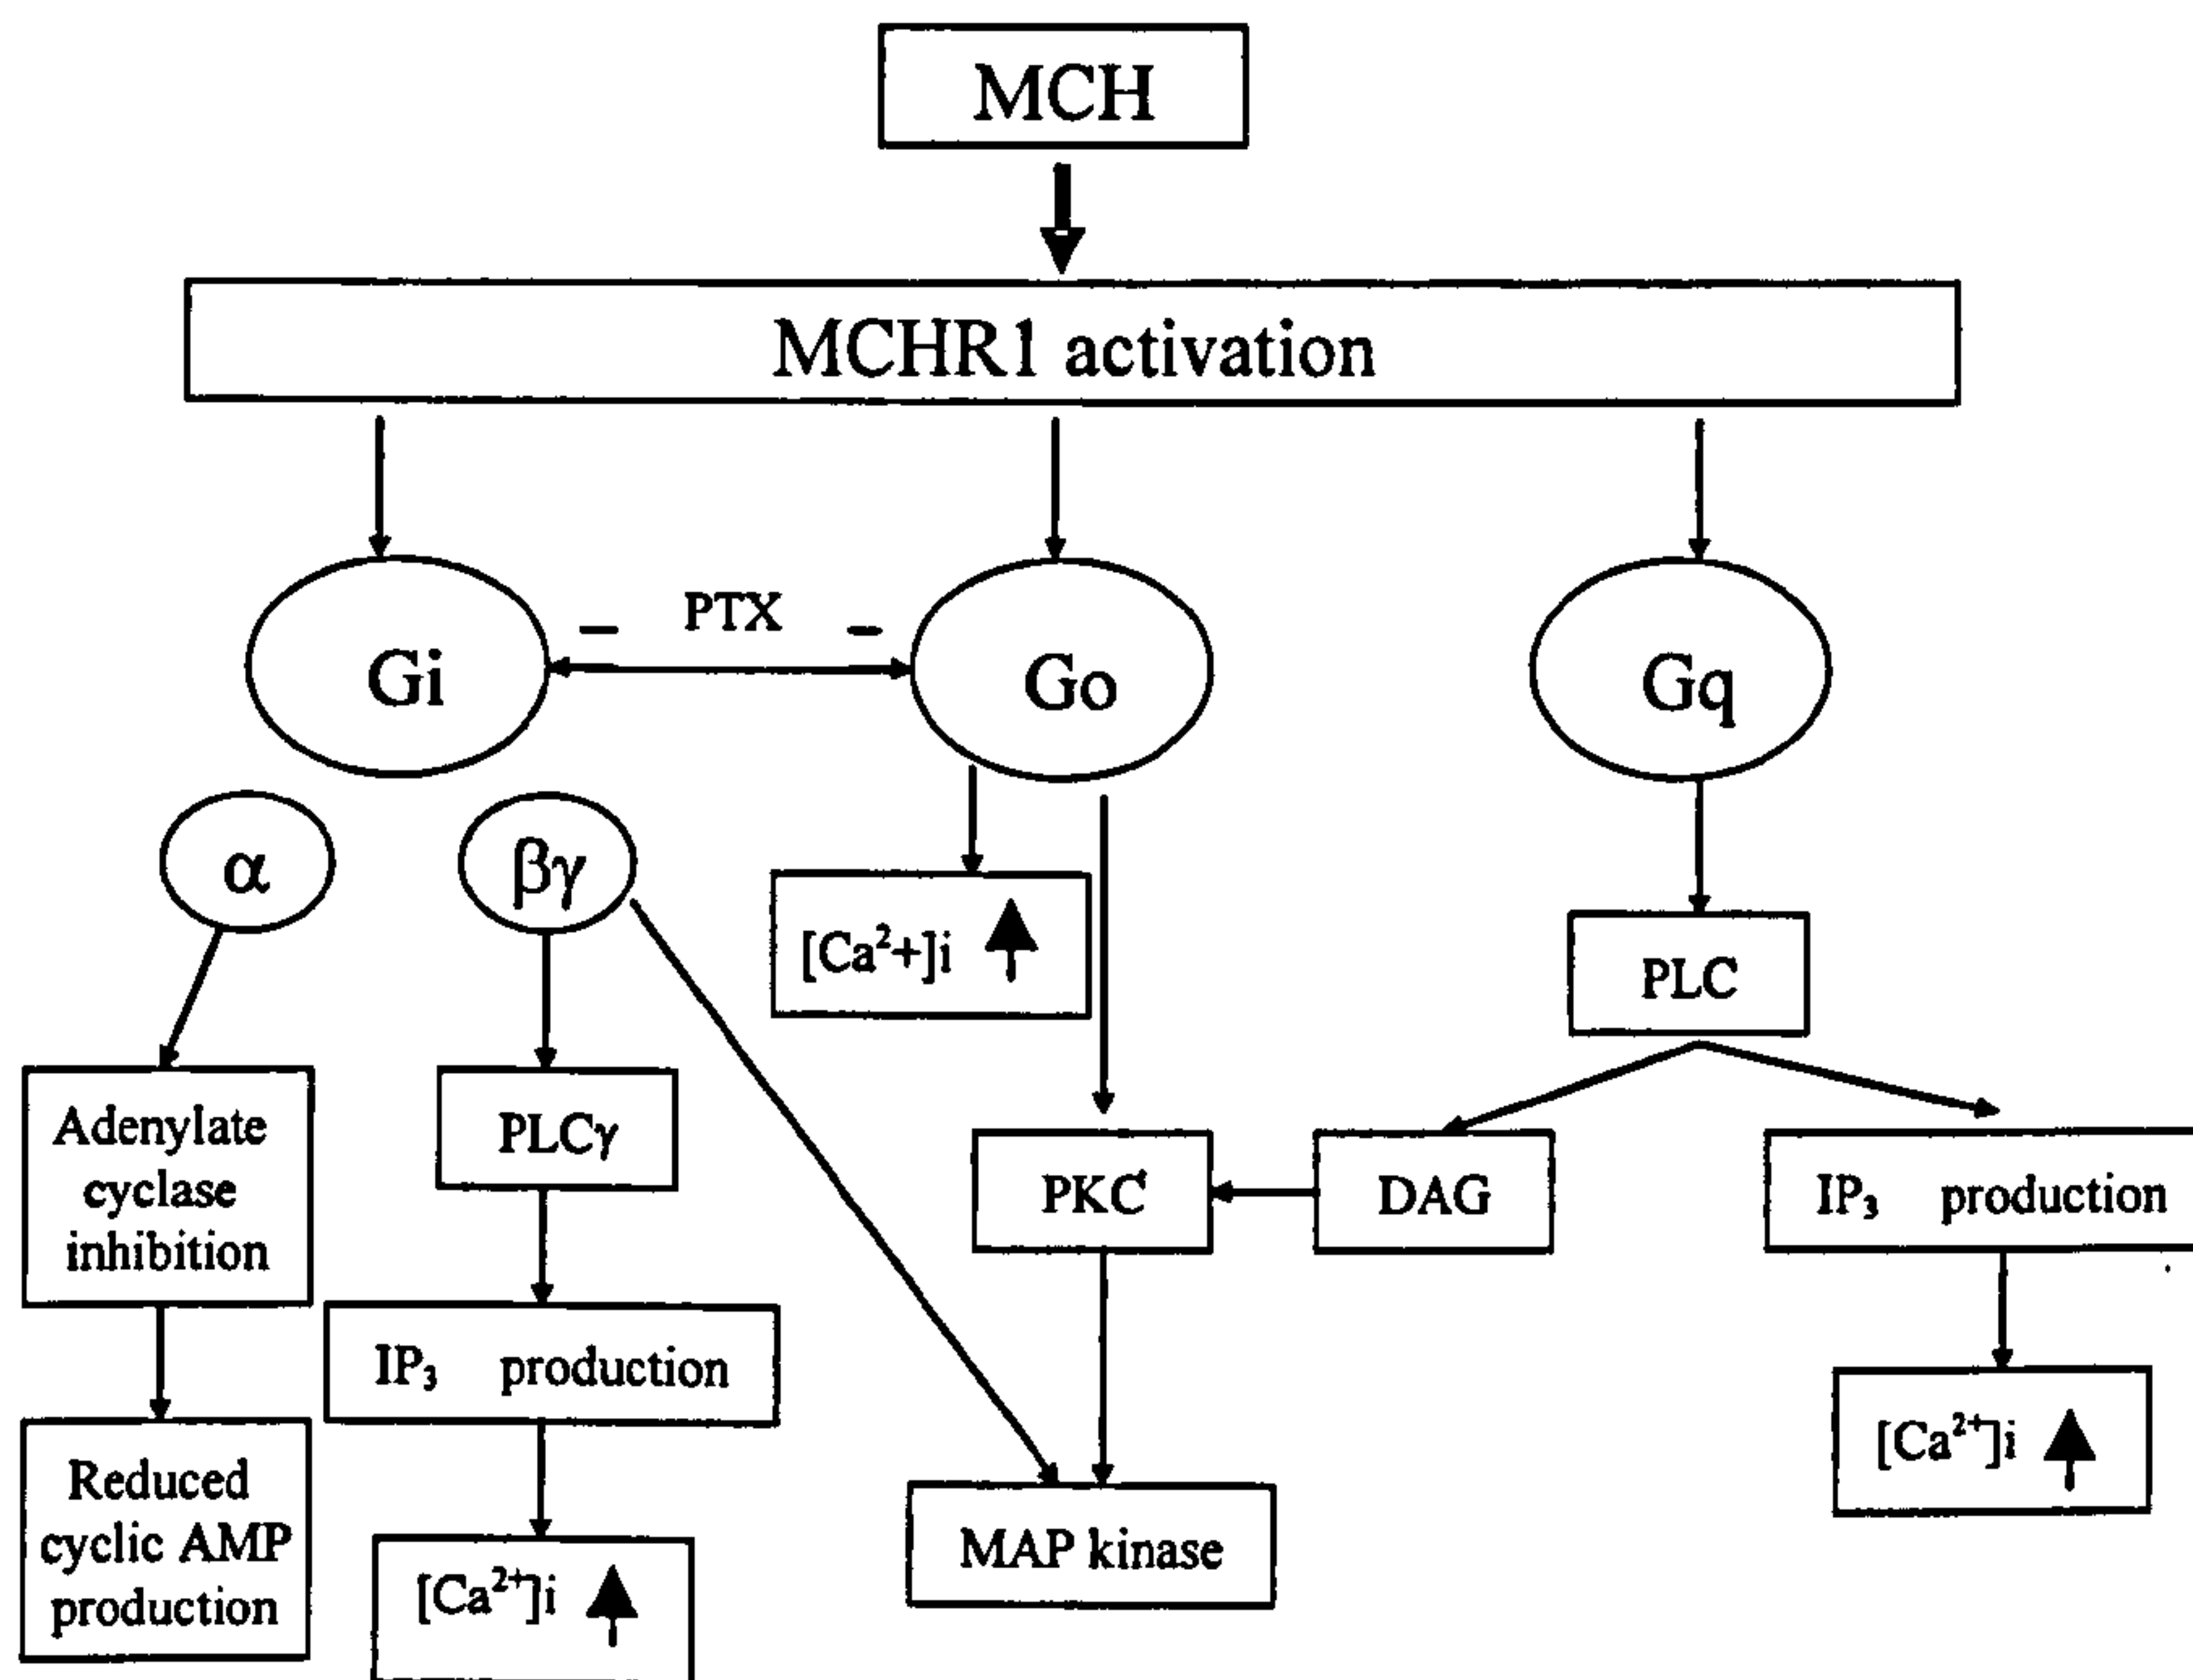 MCH
MCHR1 activation
PTX
– –
Gi
Go
Gq
α
βγ
[Ca²+]i
PLC
Adenylate
cyclase
inhibition
PLCγ
PKC
DAG
IP₃ production
IP₃ production
Reduced
cyclic AMP
production
[Ca²⁺]i
MAP kinase
[Ca²⁺]i